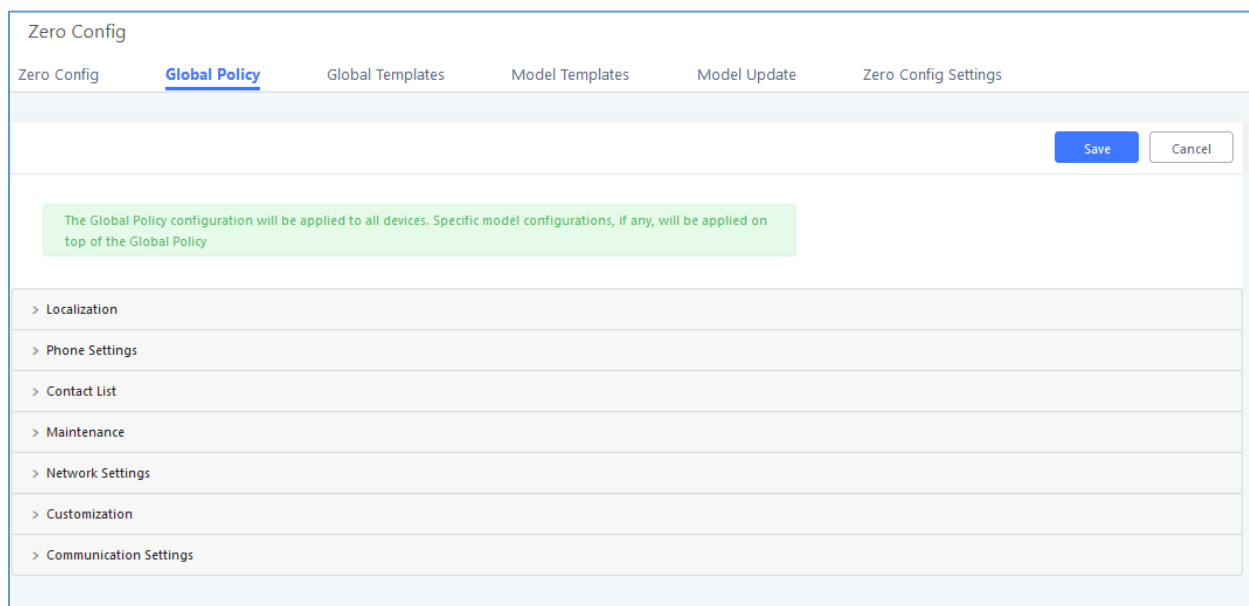 Zero Config
Zero Config Global Policy Global Templates Model Templates Model Update Zero Config Settings
Save Cancel
The Global Policy configuration will be applied to all devices. Specific model configurations, if any, will be applied on
top of the Global Policy
> Localization
> Phone Settings
> Contact List
> Maintenance
> Network Settings
> Customization
> Communication Settings